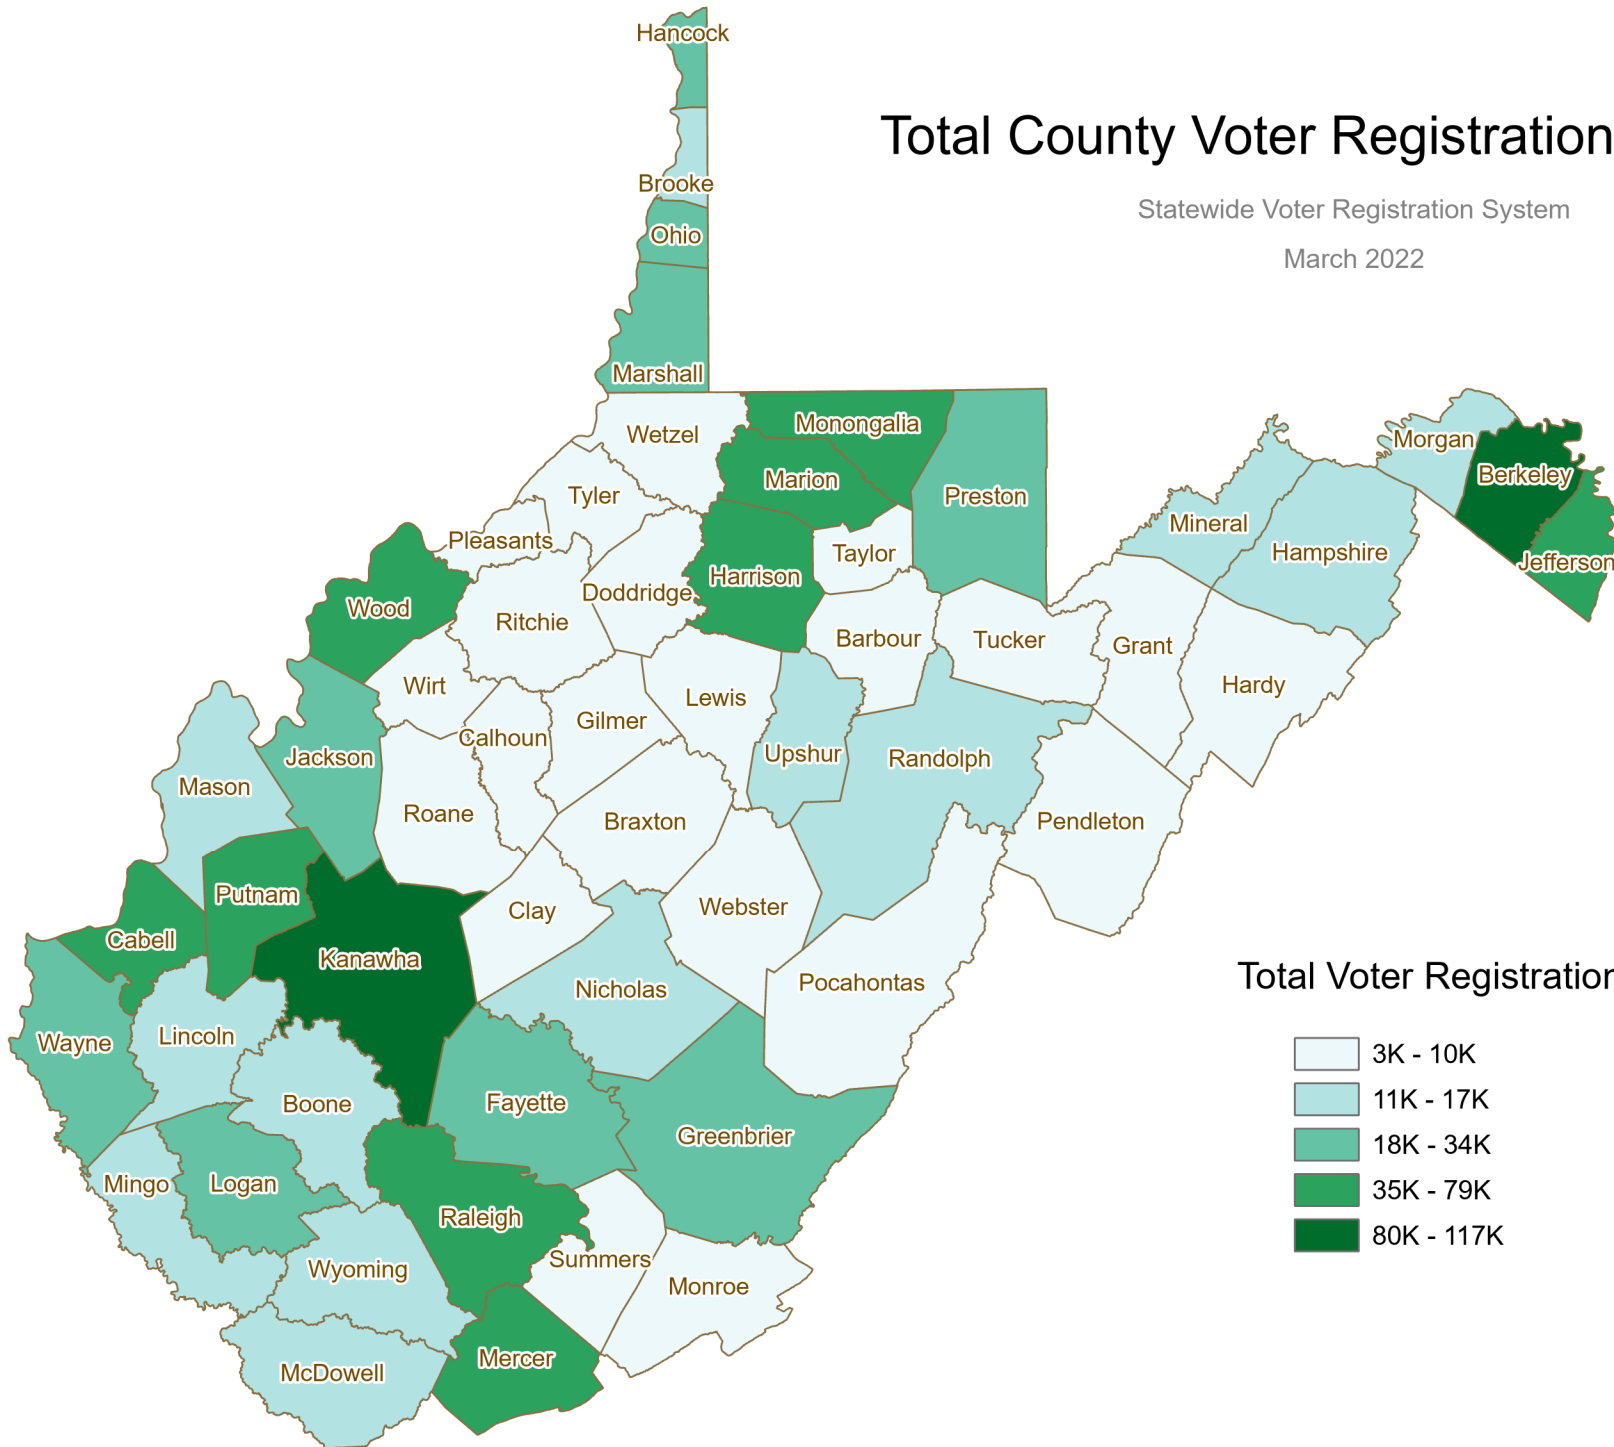 Hancock
Total County Voter Registration
Brooke
Statewide Voter Registration System
Ohio
March 2022
Marshall
Monongalia
Wetzel
Morgan
Marion
Berkeley
Tyler
Preston
Mineral
Pleasants
Taylor
Hampshire
Jefferson
Harrison
Doddridge
Wood
Ritchie
Barbour
Tucker
Grant
Wirt
Lewis
Hardy
Gilmer
Calhoun
Jackson
Upshur
Randolph
Mason
Roane
Braxton
Pendleton
Putnam
Clay
Webster
Cabell
Kanawha
Total Voter Registration
Pocahontas
Nicholas
Lincoln
Wayne
3K - 10K
Boone
Fayette
11K - 17K
Greenbrier
18K - 34K
Mingo
Logan
35K - 79K
Raleigh
80K - 117K
Summers
Wyoming
Monroe
Mercer
McDowell